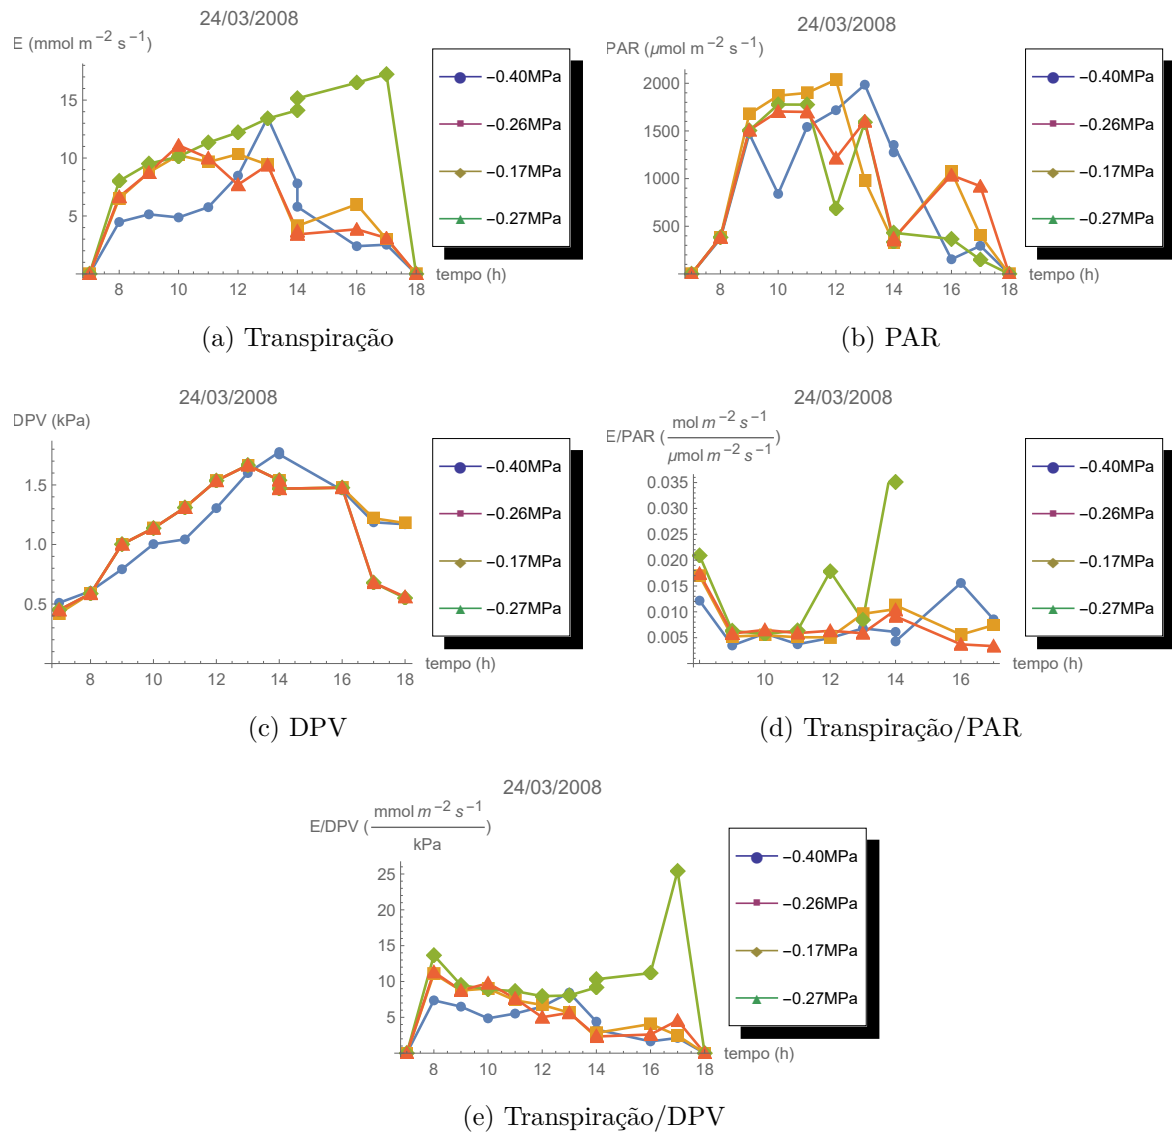 24/03/2008
E (mmol m⁻² s⁻¹)
15
10
5
8 10 12 14 16 18
tempo (h)
−0.40MPa
−0.26MPa
−0.17MPa
−0.27MPa
(a) Transpiração
24/03/2008
PAR (μmol m⁻² s⁻¹)
2000
1500
1000
500
8 10 12 14 16 18
tempo (h)
−0.40MPa
−0.26MPa
−0.17MPa
−0.27MPa
(b) PAR
24/03/2008
DPV (kPa)
1.5
1.0
0.5
8 10 12 14 16 18
tempo (h)
−0.40MPa
−0.26MPa
−0.17MPa
−0.27MPa
(c) DPV
24/03/2008
E/PAR (mol m⁻² s⁻¹ / μmol m⁻² s⁻¹)
0.035
0.030
0.025
0.020
0.015
0.010
0.005
10 12 14 16
tempo (h)
−0.40MPa
−0.26MPa
−0.17MPa
−0.27MPa
(d) Transpiração/PAR
24/03/2008
E/DPV (mmol m⁻² s⁻¹ / kPa)
25
20
15
10
5
8 10 12 14 16 18
tempo (h)
−0.40MPa
−0.26MPa
−0.17MPa
−0.27MPa
(e) Transpiração/DPV